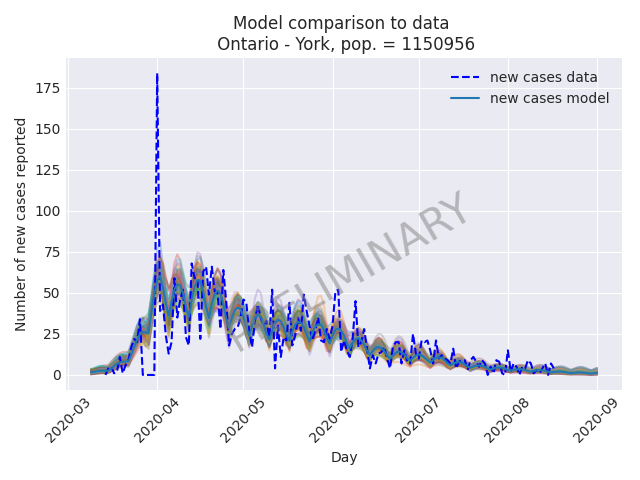 Model comparison to data
Ontario - York, pop. = 1150956
new cases data
new cases model
Number of new cases reported
175
150
125
100
75
50
25
0
PRELIMINARY
2020-03
2020-04
2020-05
2020-06
2020-07
2020-08
2020-09
Day